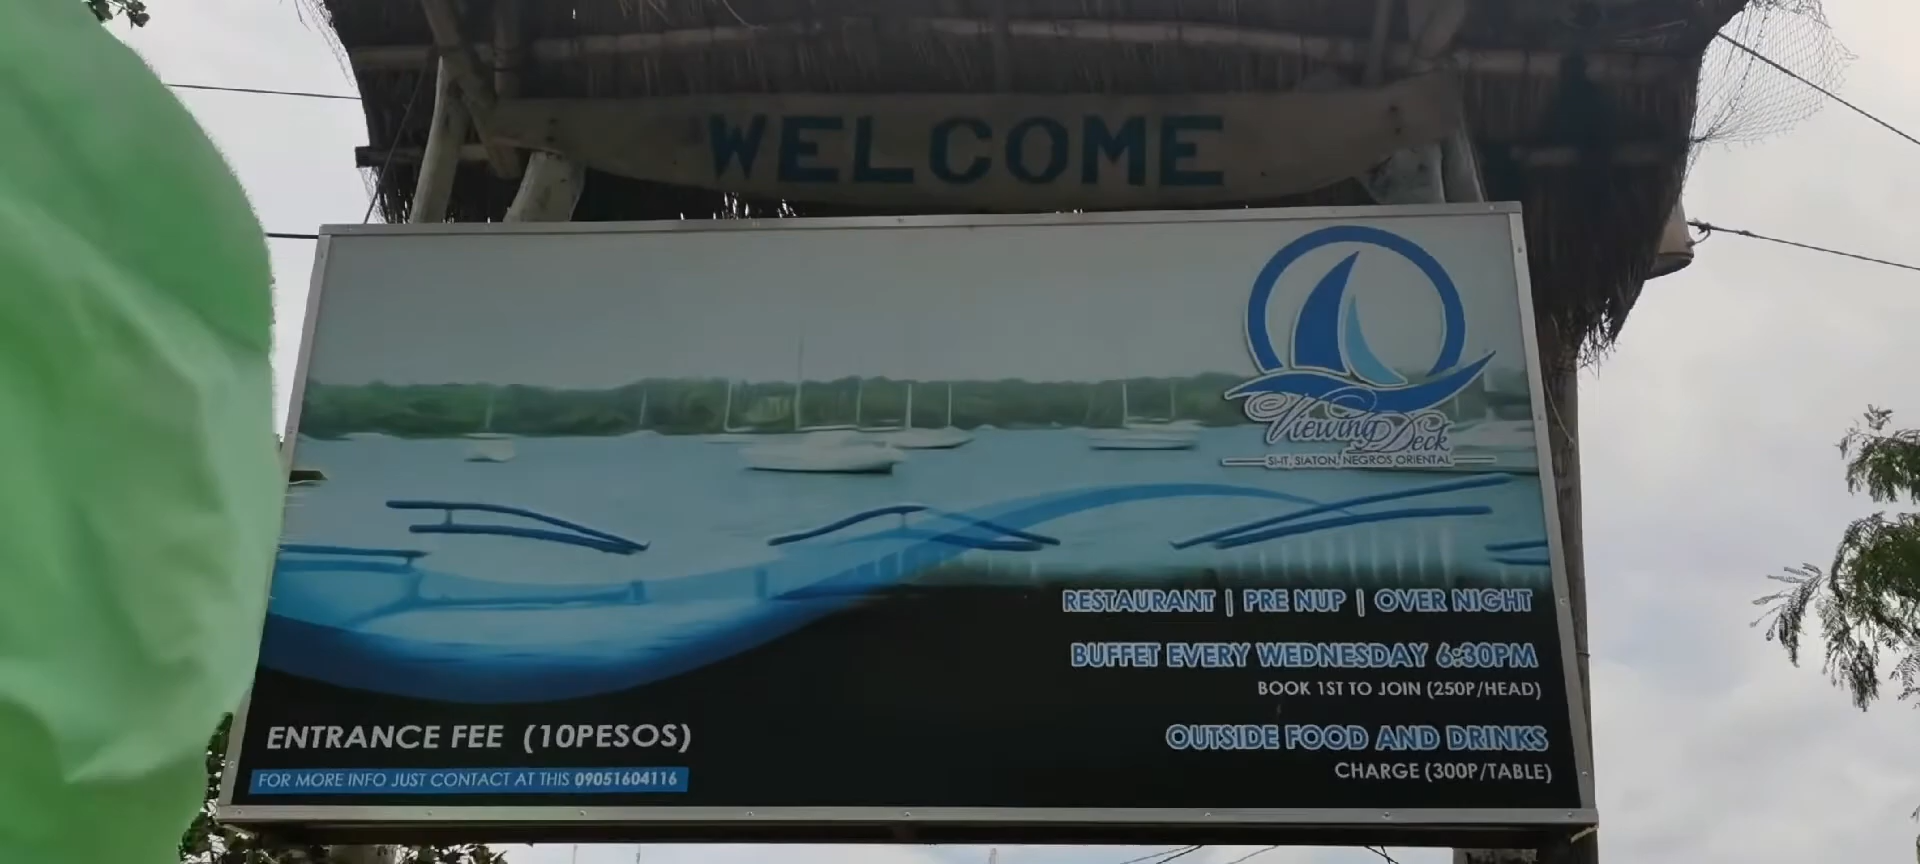 WELCOME
Viewing Deck
SIIT, SIATON, NEGROS ORIENTAL
RESTAURANT | PRE NUP | OVER NIGHT
BUFFET EVERY WEDNESDAY 6:30PM
BOOK 1ST TO JOIN (250P/HEAD)
OUTSIDE FOOD AND DRINKS
CHARGE (300P/TABLE)
ENTRANCE FEE (10PESOS)
FOR MORE INFO JUST CONTACT AT THIS 09051604116